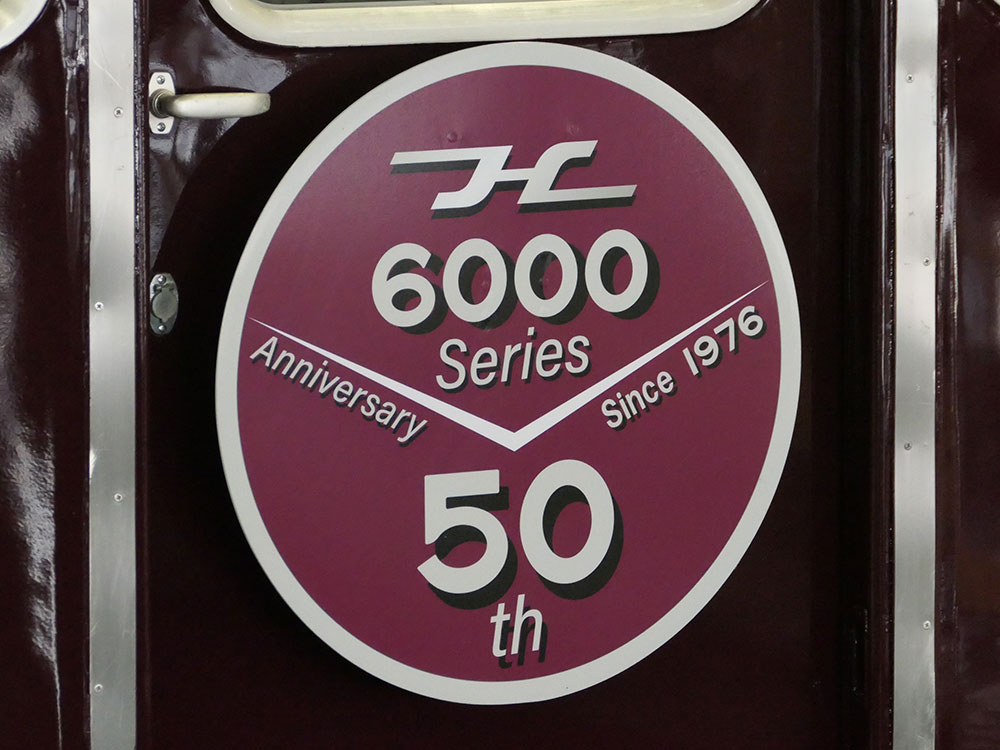 H
6000
Series
Anniversary
Since 1976
50
th